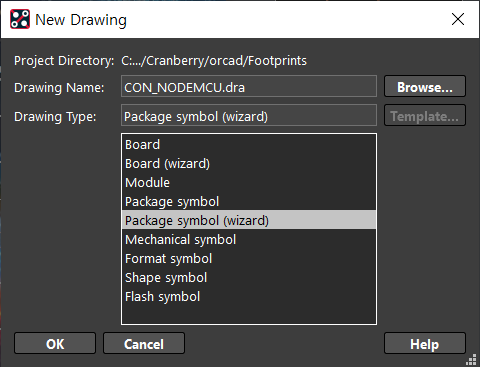 New Drawing
Project Directory: C:.../Cranberry/orcad/Footprints
Drawing Name: CON_NODEMCU.dra Browse...
Drawing Type: Package symbol (wizard) Template...
Board
Board (wizard)
Module
Package symbol
Package symbol (wizard)
Mechanical symbol
Format symbol
Shape symbol
Flash symbol
OK Cancel Help